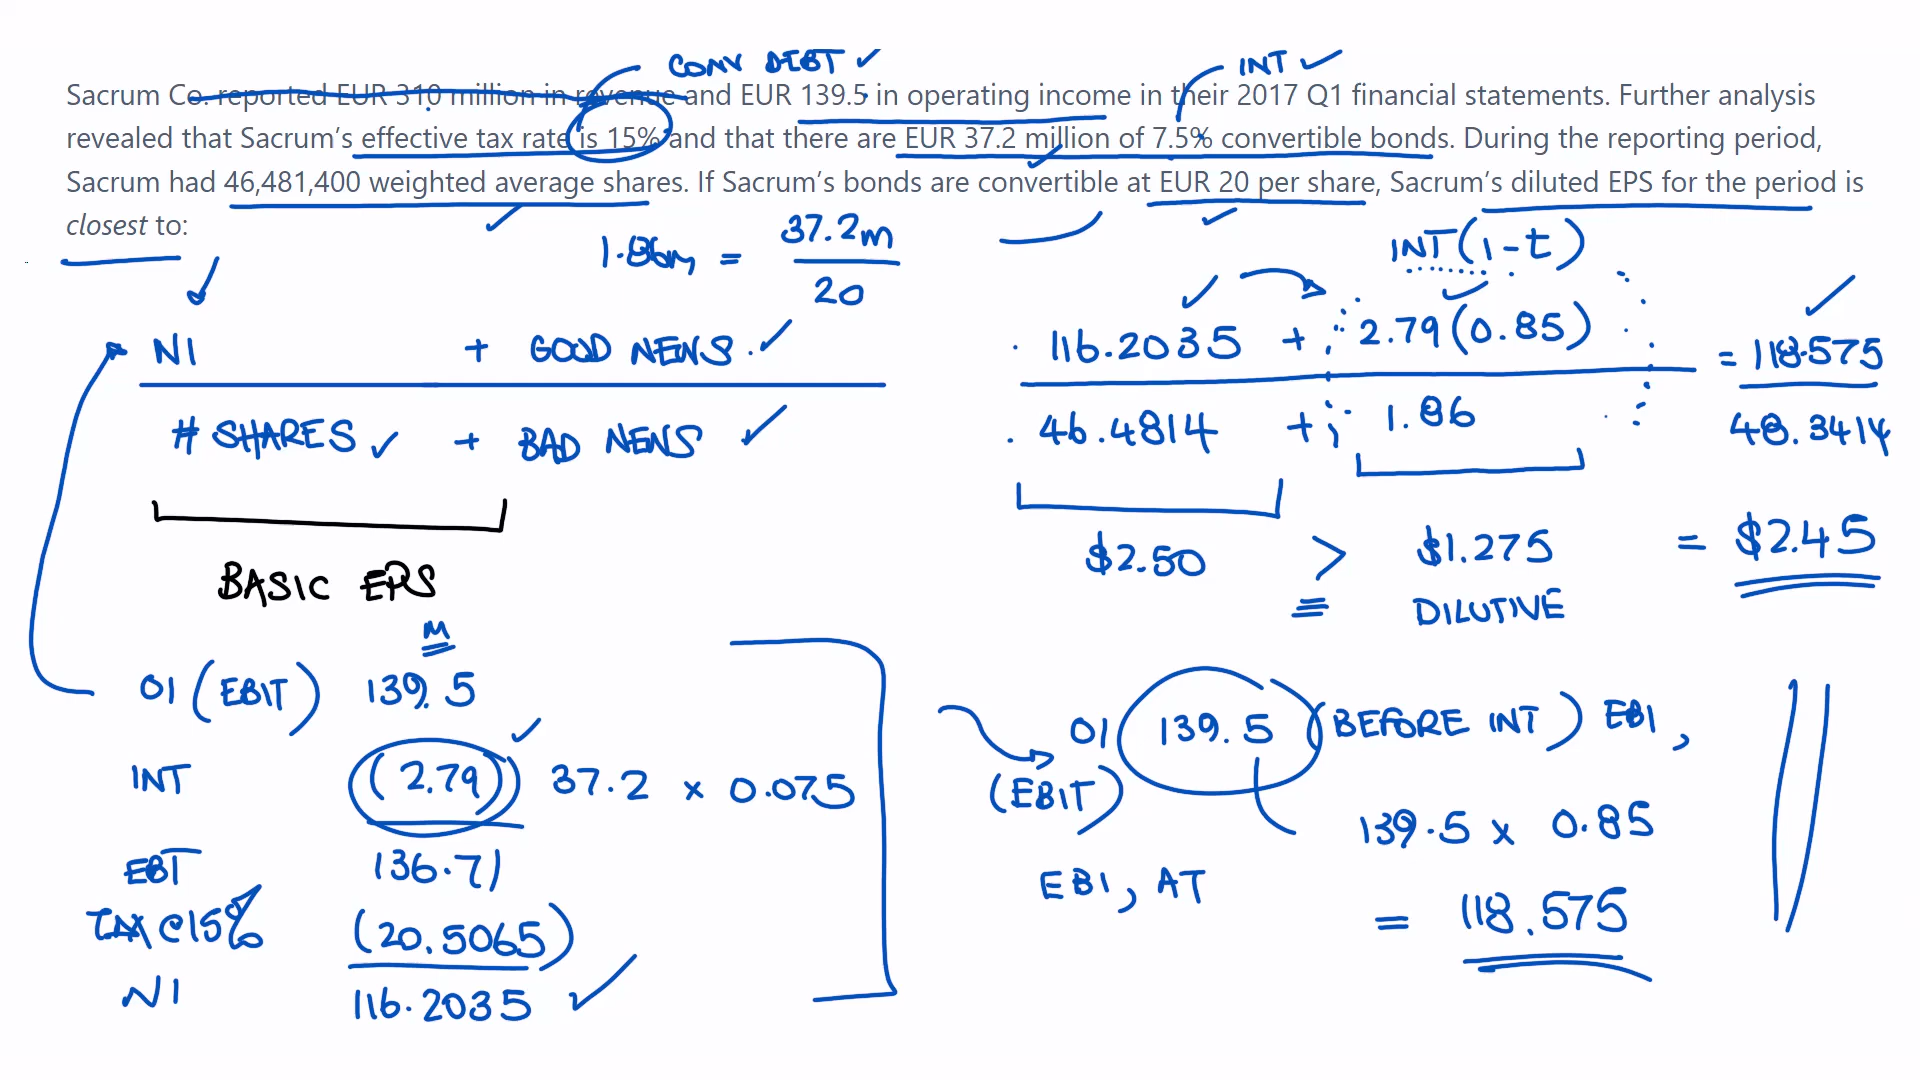 CONV DEBT ✓ INT ✓
Sacrum Co. reported EUR 310 million in revenue and EUR 139.5 in operating income in their 2017 Q1 financial statements. Further analysis
revealed that Sacrum’s effective tax rate is 15% and that there are EUR 37.2 million of 7.5% convertible bonds. During the reporting period,
Sacrum had 46,481,400 weighted average shares. If Sacrum’s bonds are convertible at EUR 20 per share, Sacrum’s diluted EPS for the period is
closest to:
1.86m = 37.2m / 20
NI + GOOD NEWS
# SHARES ✓ + BAD NEWS
BASIC EPS
INT(1-t)
116.2035 + 2.79(0.85) = 118.575
46.4814 + 1.86 48.3414
$2.50 > $1.275 = $2.45
DILUTIVE
M
OI (EBIT) 139.5
INT (2.79) 37.2 x 0.075
EBT 136.71
TAX @15% (20.5065)
NI 116.2035 ✓
OI 139.5 (BEFORE INT) EBI,
(EBIT)
139.5 x 0.85
EBI, AT
= 118.575